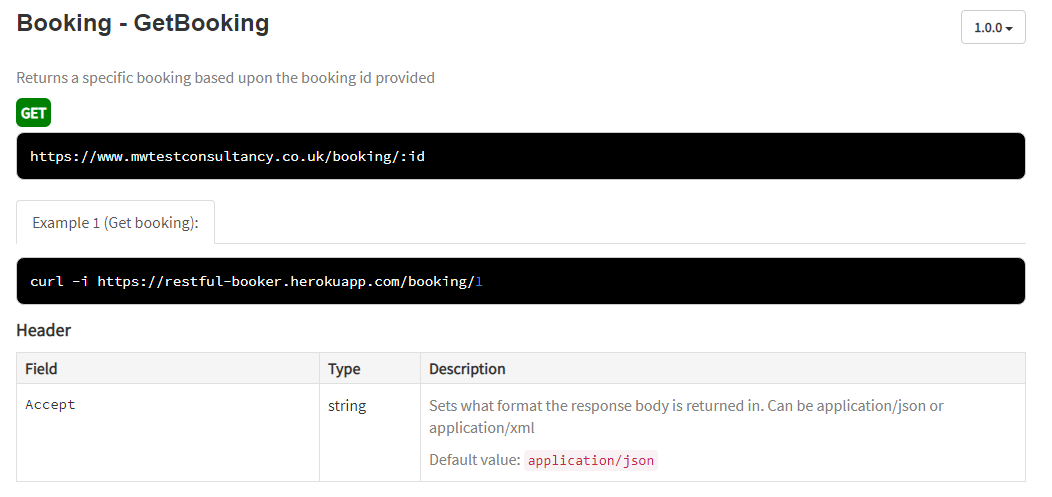 Booking - GetBooking
1.0.0
Returns a specific booking based upon the booking id provided
GET
https://www.mwtestconsultancy.co.uk/booking/:id
Example 1 (Get booking):
curl -i https://restful-booker.herokuapp.com/booking/1
Header
Field Type Description
Accept string Sets what format the response body is returned in. Can be application/json or
application/xml
Default value: application/json